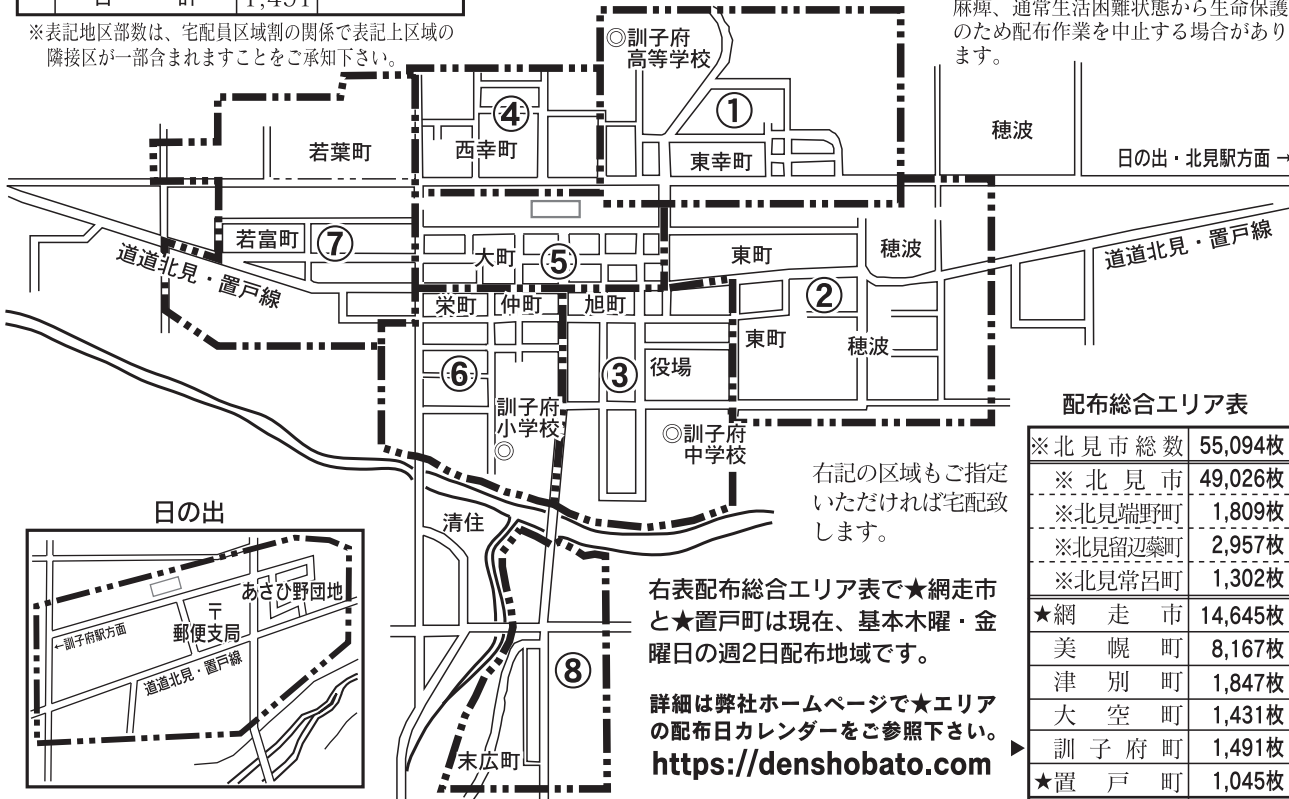 計 1,491
※表記地区部数は、宅配員区域割の関係で表記上区域の
隣接区が一部含まれますことをご承知下さい。
麻痺、通常生活困難状態から生命保護
のため配布作業を中止する場合があり
ます。
◎訓子府
高等学校
①
④
穂波
若葉町
西幸町
東幸町
日の出・北見駅方面→
若富町
⑦
大町
⑤
東町
穂波
道道北見・置戸線
道道北見・置戸線
栄町
仲町
旭町
②
東町
穂波
⑥
③
役場
訓子府
小学校
◎
◎訓子府
中学校
清住
⑧
末広町
日の出
あさひ野団地
〒
郵便支局
←訓子府駅方面
道道北見・置戸線
右記の区域もご指定
いただければ宅配致
します。
右表配布総合エリア表で★網走市
と★置戸町は現在、基本木曜・金
曜日の週2日配布地域です。
詳細は弊社ホームページで★エリア
の配布日カレンダーをご参照下さい。
https://denshobato.com
配布総合エリア表
※北見市総数 55,094枚
※北見市 49,026枚
※北見端野町 1,809枚
※北見留辺蘂町 2,957枚
※北見常呂町 1,302枚
★網走市 14,645枚
美幌町 8,167枚
津別町 1,847枚
大空町 1,431枚
▶訓子府町 1,491枚
★置戸町 1,045枚